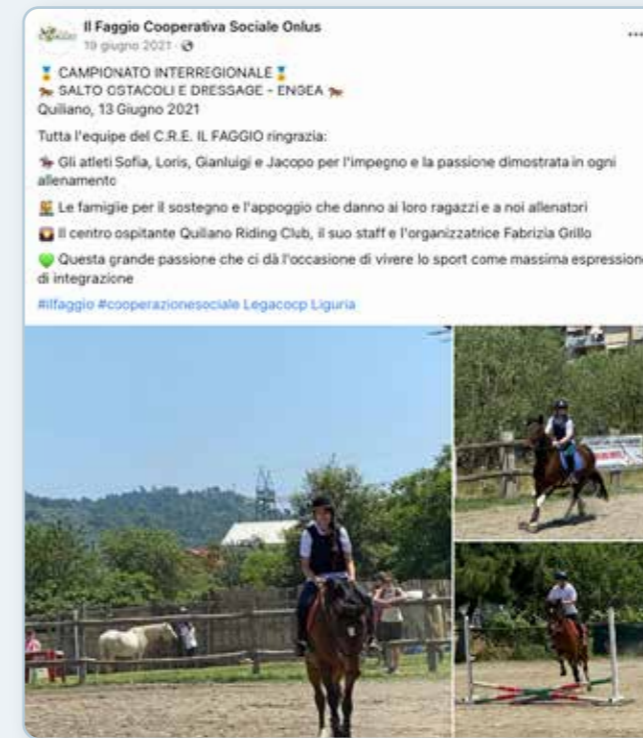 Il Faggio Cooperativa Sociale Onlus
19 giugno 2021
CAMPIONATO INTERREGIONALE
SALTO OSTACOLI E DRESSAGE - ENGEA
Quiliano, 13 Giugno 2021
Tutta l'equipe del C.R.E. IL FAGGIO ringrazia:
Gli atleti Sofia, Loris, Gianluigi e Jacopo per l'impegno e la passione dimostrata in ogni
allenamento
Le famiglie per il sostegno e l'appoggio che danno ai loro ragazzi e a noi allenatori
Il centro ospitante Quiliano Riding Club, il suo staff e l'organizzatrice Fabrizia Grillo
Questa grande passione che ci dà l'occasione di vivere lo sport come massima espressione
di integrazione
#ilfaggio #cooperazionesociale Legacoop Liguria